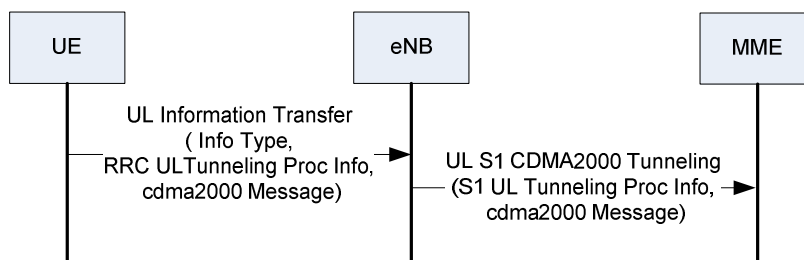 UE
eNB
MME
UL Information Transfer
( Info Type,
RRC ULTunneling Proc Info,
cdma2000 Message)
UL S1 CDMA2000 Tunneling
(S1 UL Tunneling Proc Info,
cdma2000 Message)